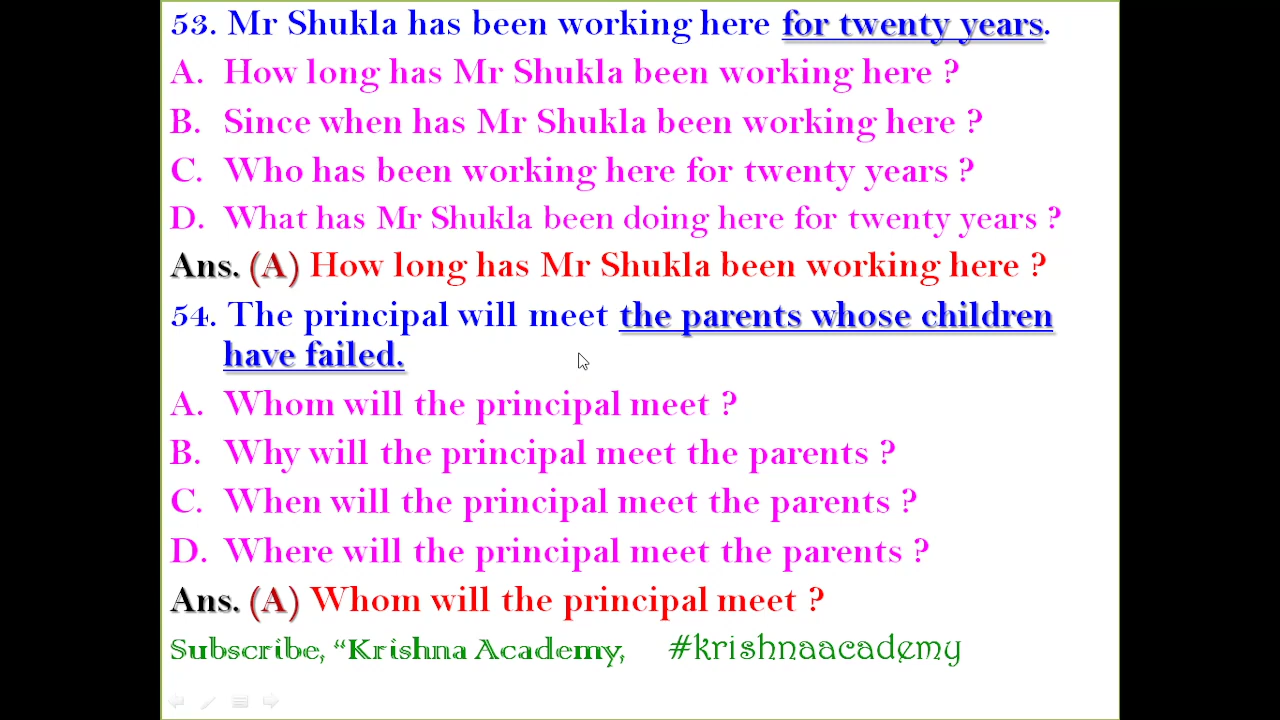 53. Mr Shukla has been working here for twenty years.
A. How long has Mr Shukla been working here ?
B. Since when has Mr Shukla been working here ?
C. Who has been working here for twenty years ?
D. What has Mr Shukla been doing here for twenty years ?
Ans. (A) How long has Mr Shukla been working here ?
54. The principal will meet the parents whose children
have failed.
A. Whom will the principal meet ?
B. Why will the principal meet the parents ?
C. When will the principal meet the parents ?
D. Where will the principal meet the parents ?
Ans. (A) Whom will the principal meet ?
Subscribe, “Krishna Academy, #krishnaacademy